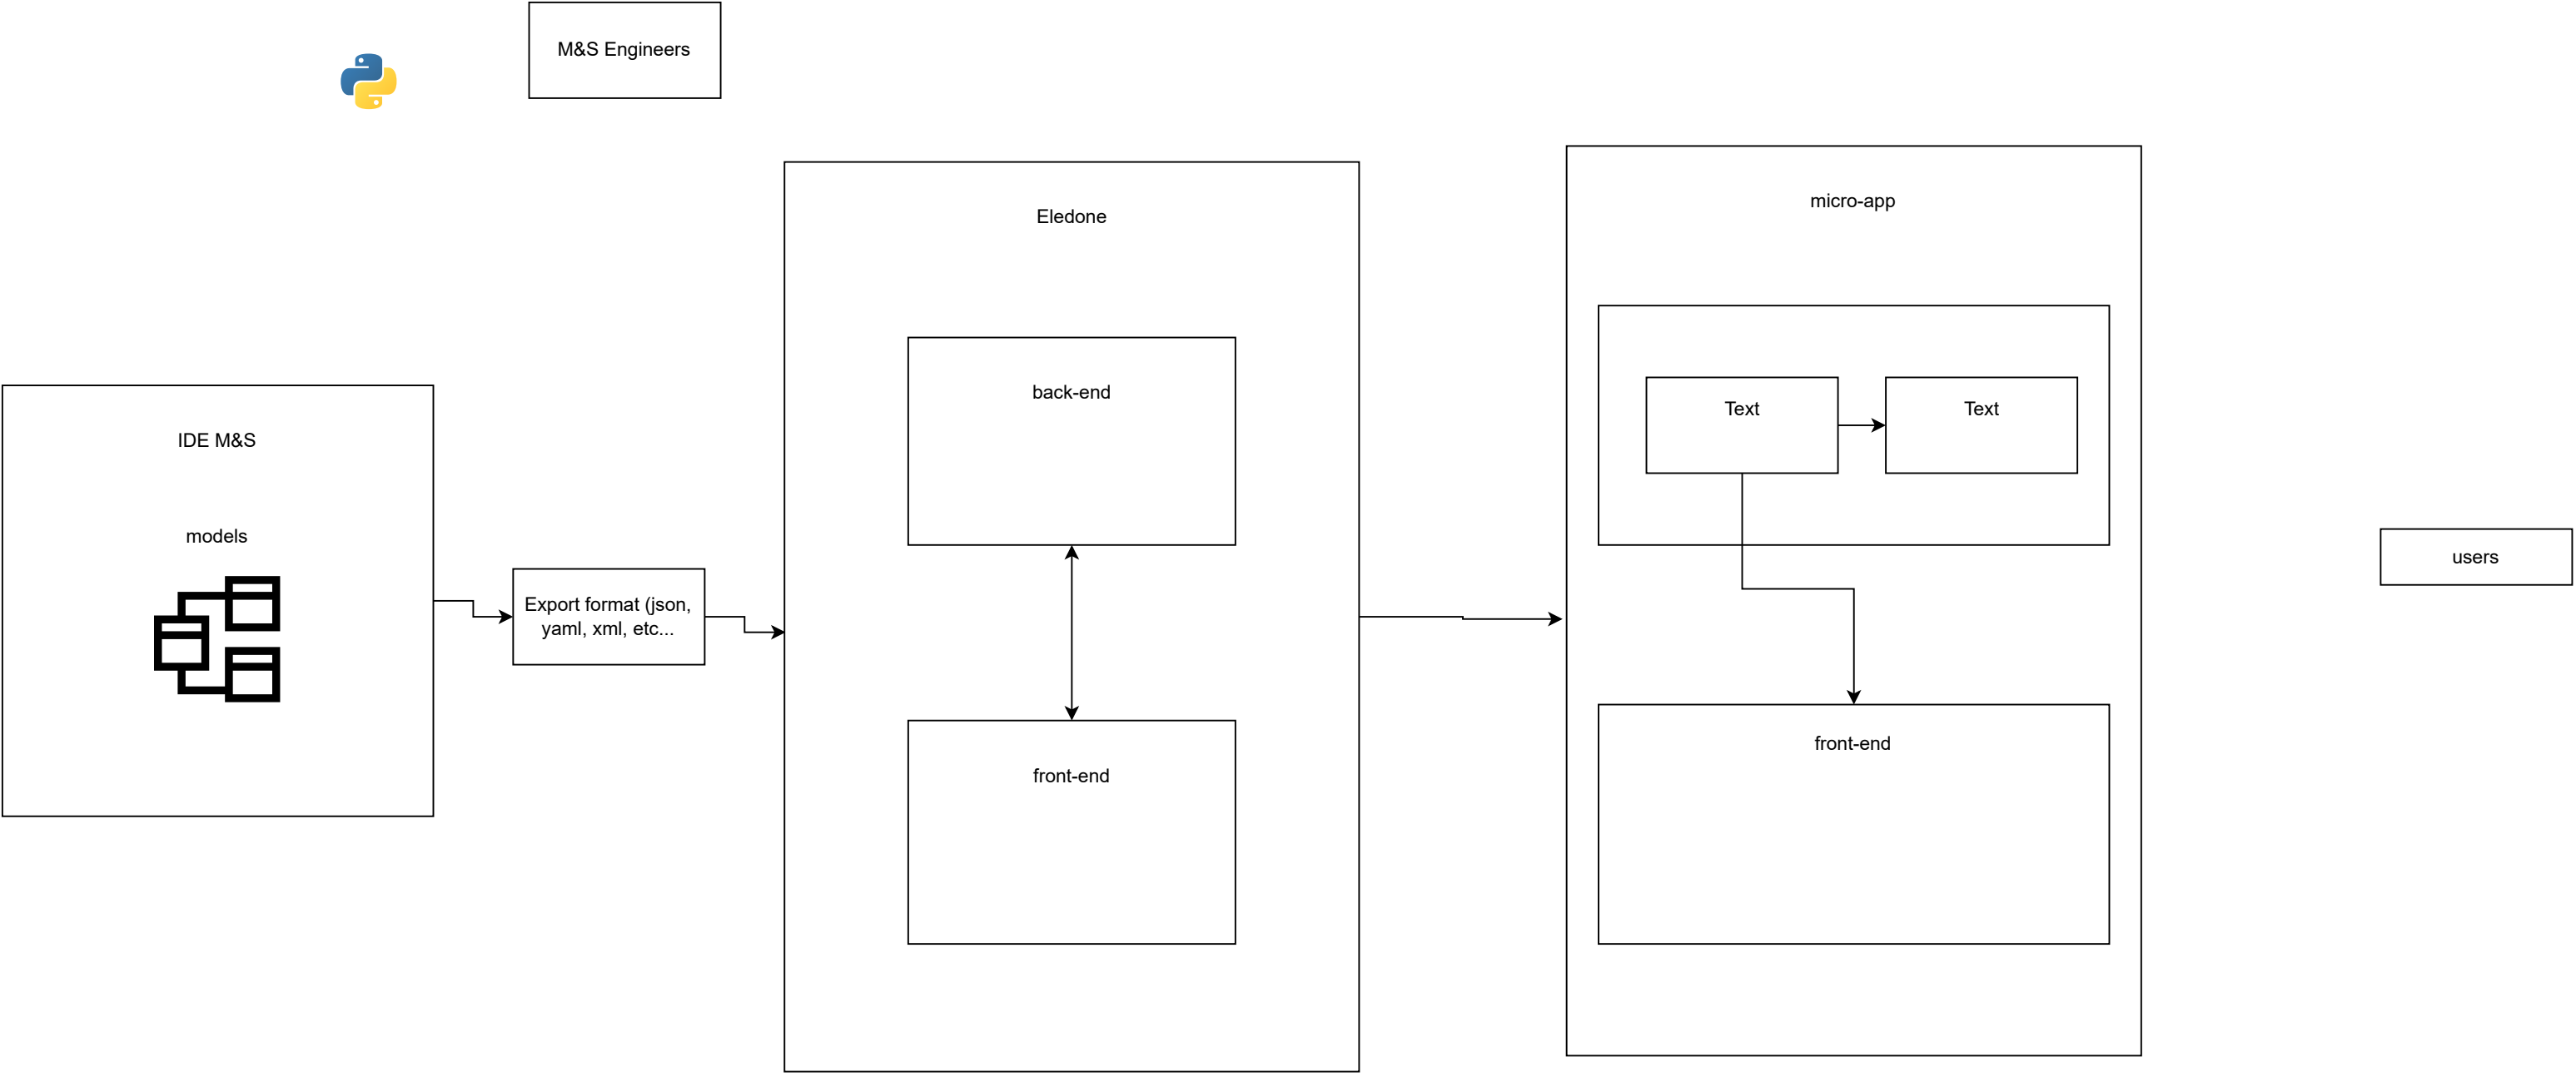 M&S Engineers
IDE M&S
models
Export format (json,
yaml, xml, etc...
Eledone
back-end
front-end
micro-app
Text
Text
front-end
users